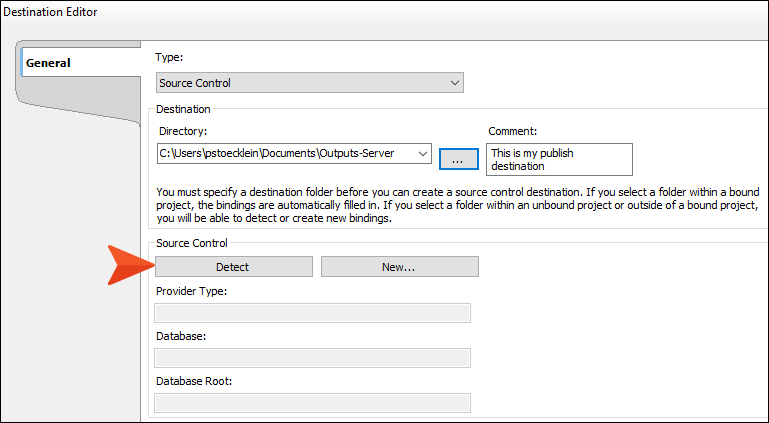 Destination Editor
General
Type:
Source Control
Destination
Directory:
Comment:
C:\Users\pstoecklein\Documents\Outputs-Server
...
This is my publish
destination
You must specify a destination folder before you can create a source control destination. If you select a folder within a bound
project, the bindings are automatically filled in. If you select a folder within an unbound project or outside of a bound project,
you will be able to detect or create new bindings.
Source Control
Detect
New...
Provider Type:
Database:
Database Root: